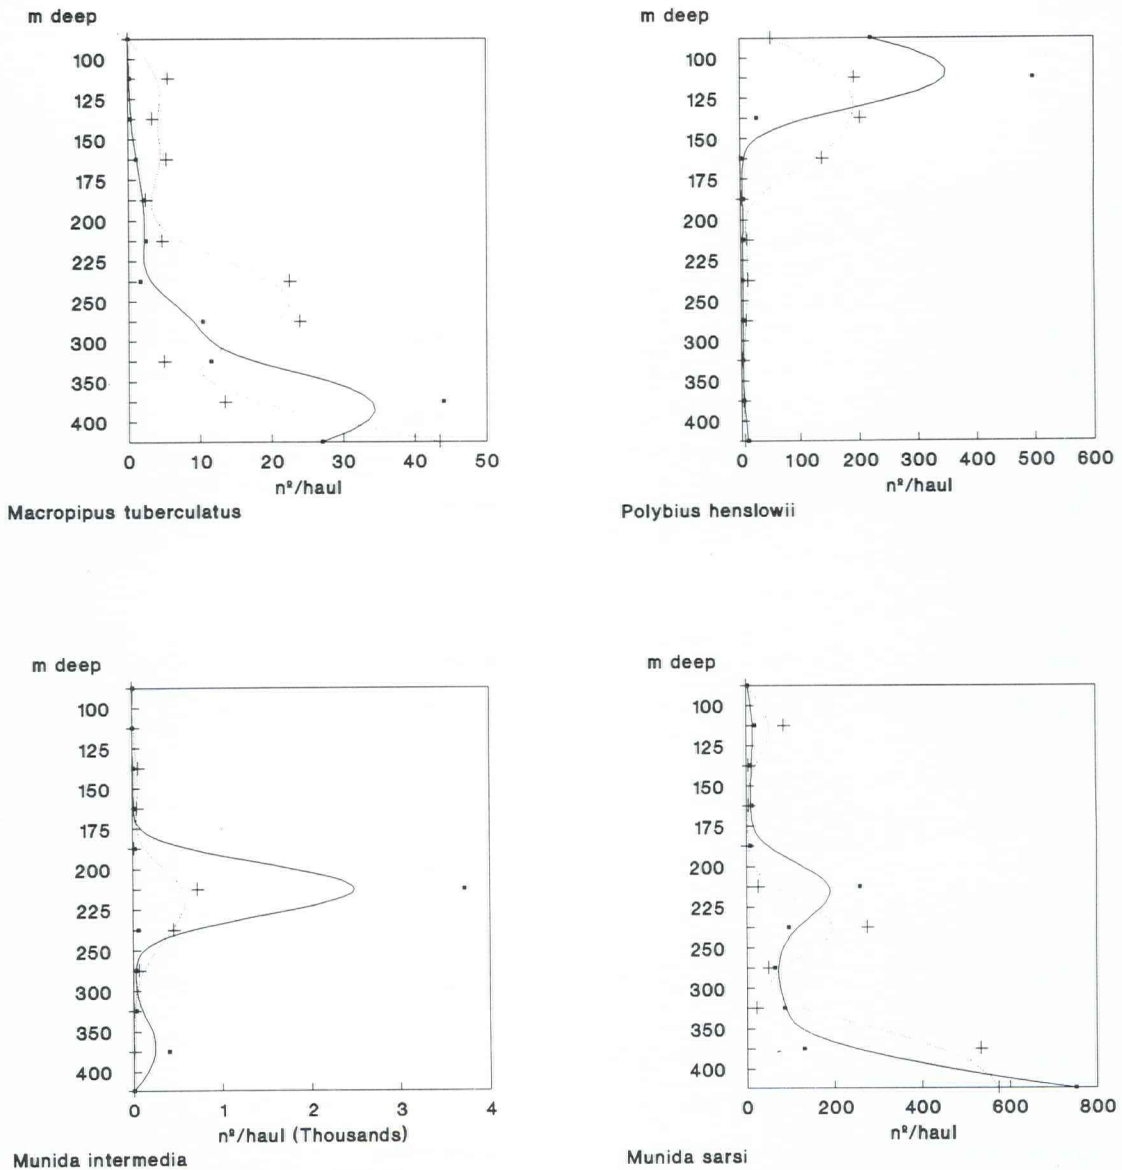 m deep
100
125
150
175
200
225
250
300
350
400
0 10 20 30 40 50
nº/haul
Macropipus tuberculatus
m deep
100
125
150
175
200
225
250
300
350
400
0 100 200 300 400 500 600
nº/haul
Polybius henslowii
m deep
100
125
150
175
200
225
250
300
350
400
0 1 2 3 4
nº/haul (Thousands)
Munida intermedia
m deep
100
125
150
175
200
225
250
300
350
400
0 200 400 600 800
nº/haul
Munida sarsi